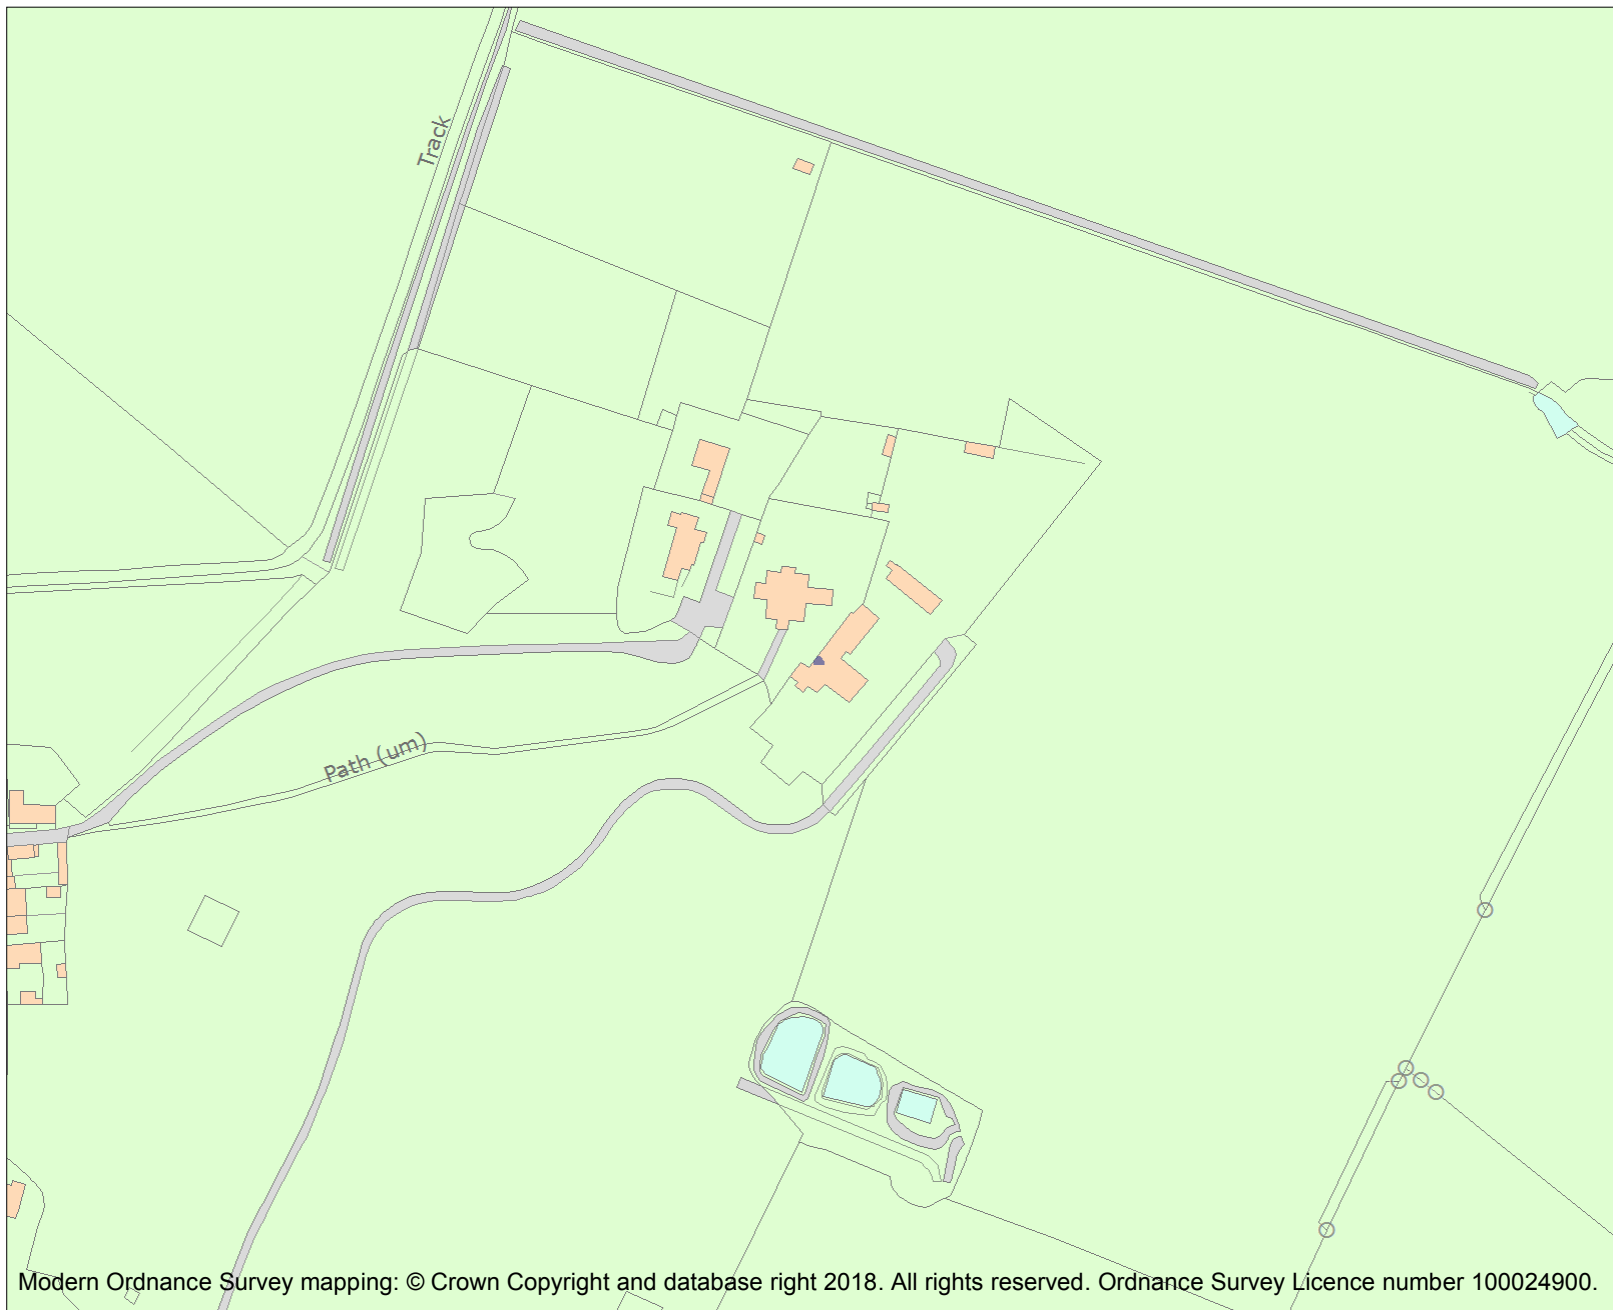 Track
Path (um)
Modern Ordnance Survey mapping: © Crown Copyright and database right 2018. All rights reserved. Ordnance Survey Licence number 100024900.